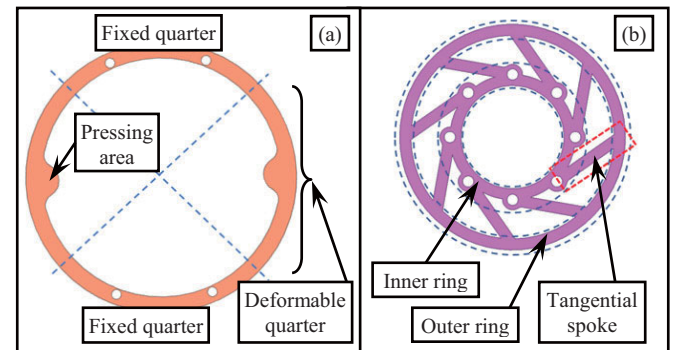 Fixed quarter
(a)
Pressing
area
Fixed quarter
Deformable
quarter
(b)
Inner ring
Outer ring
Tangential
spoke